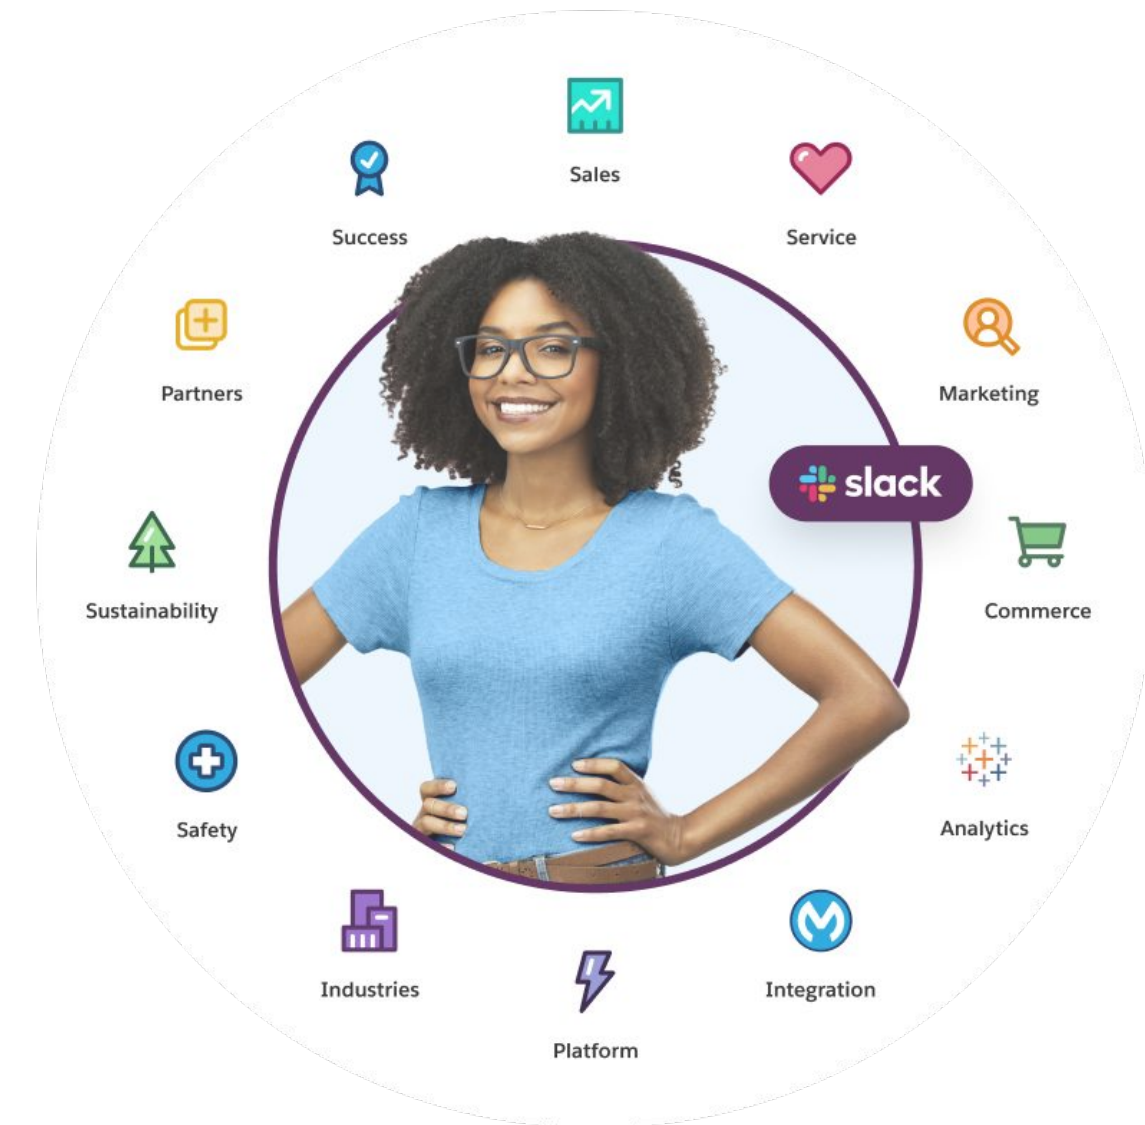 Sales
Success
Service
Partners
Marketing
slack
Sustainability
Commerce
Safety
Analytics
Industries
Integration
Platform